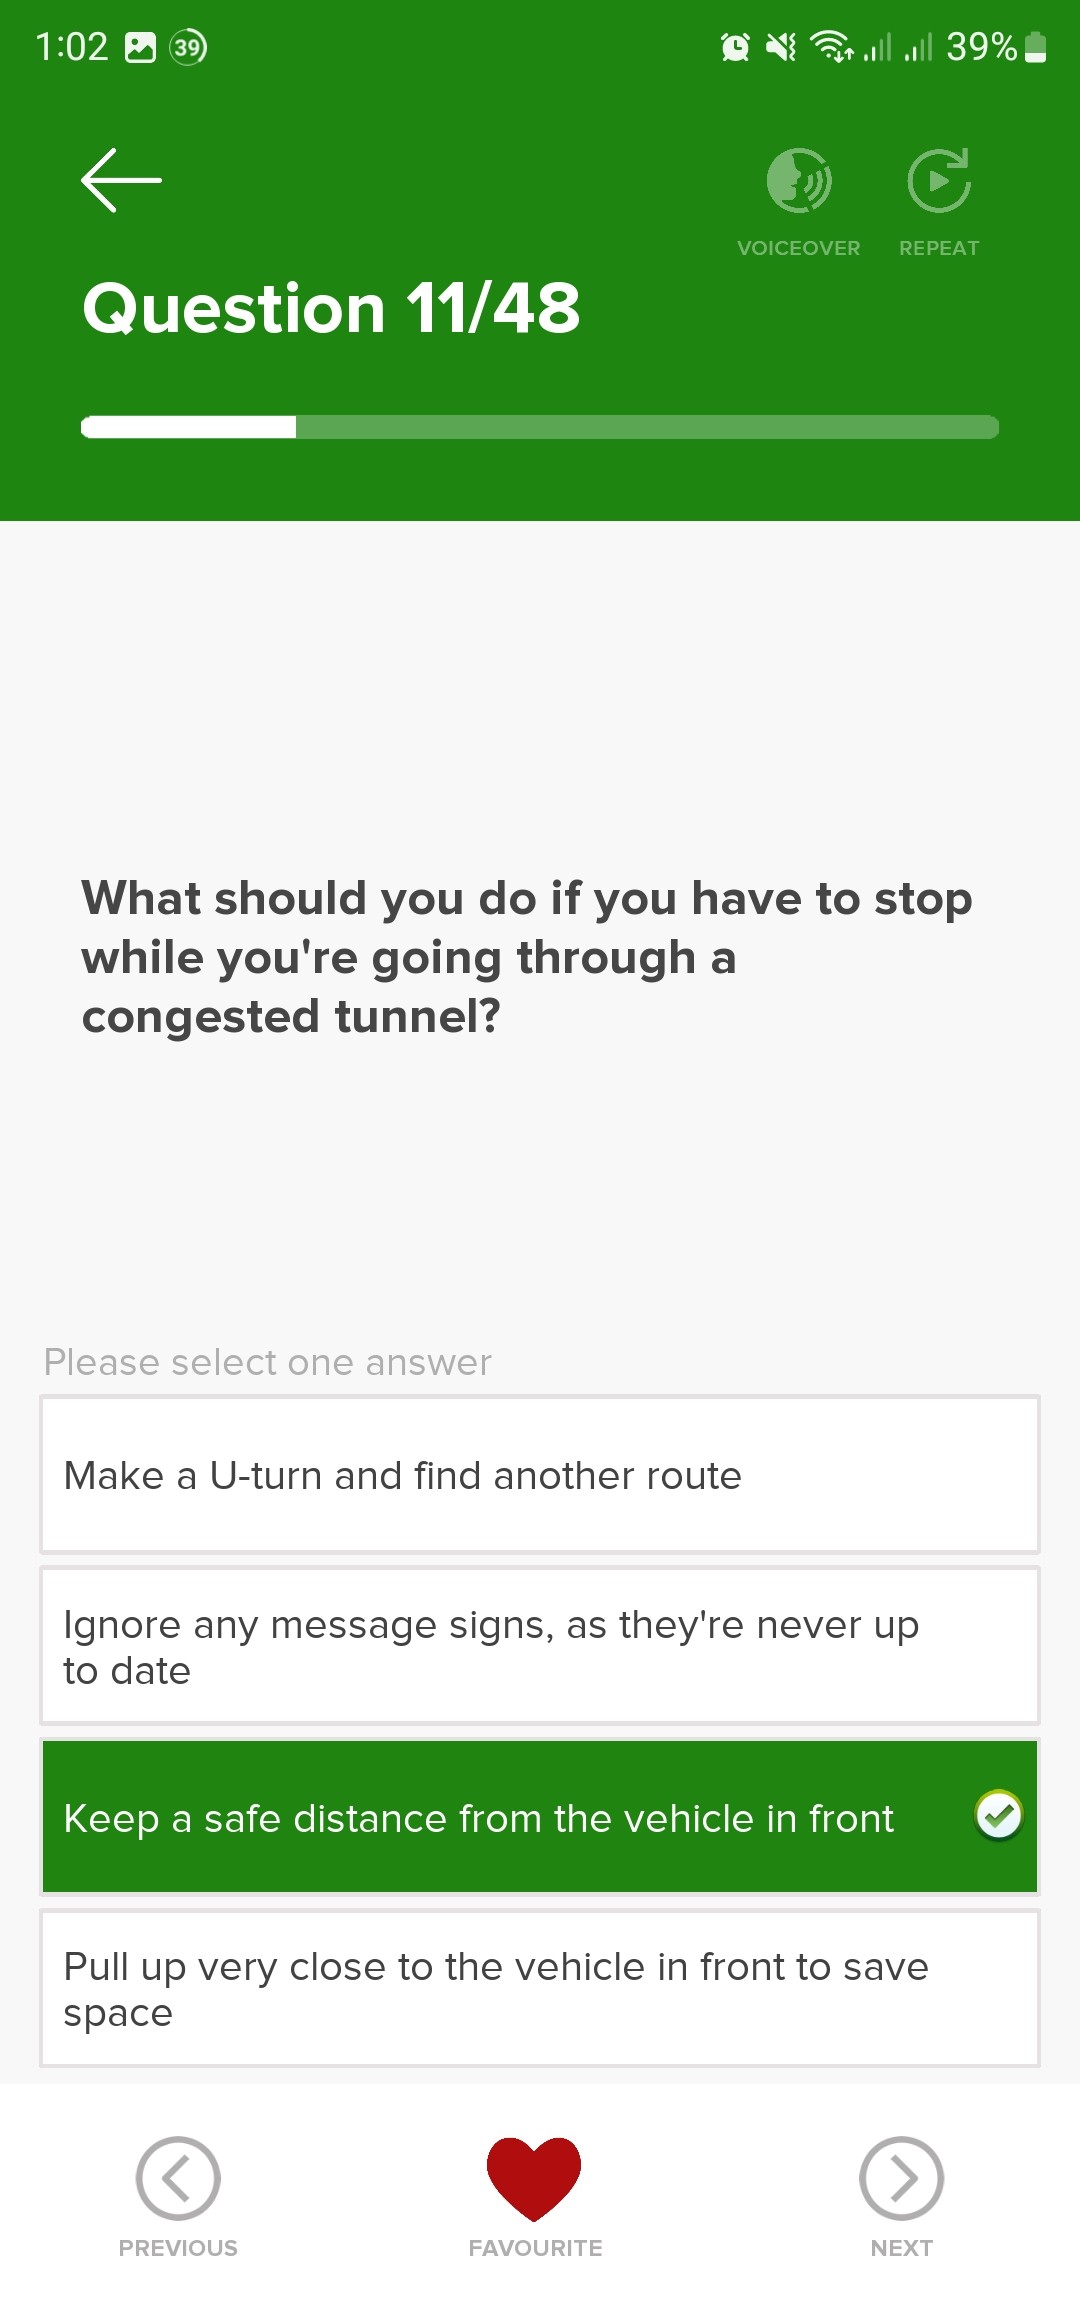 1:02 39 39%
VOICEOVER REPEAT
Question 11/48
What should you do if you have to stop
while you're going through a
congested tunnel?
Please select one answer
Make a U-turn and find another route
Ignore any message signs, as they're never up
to date
Keep a safe distance from the vehicle in front
Pull up very close to the vehicle in front to save
space
PREVIOUS FAVOURITE NEXT